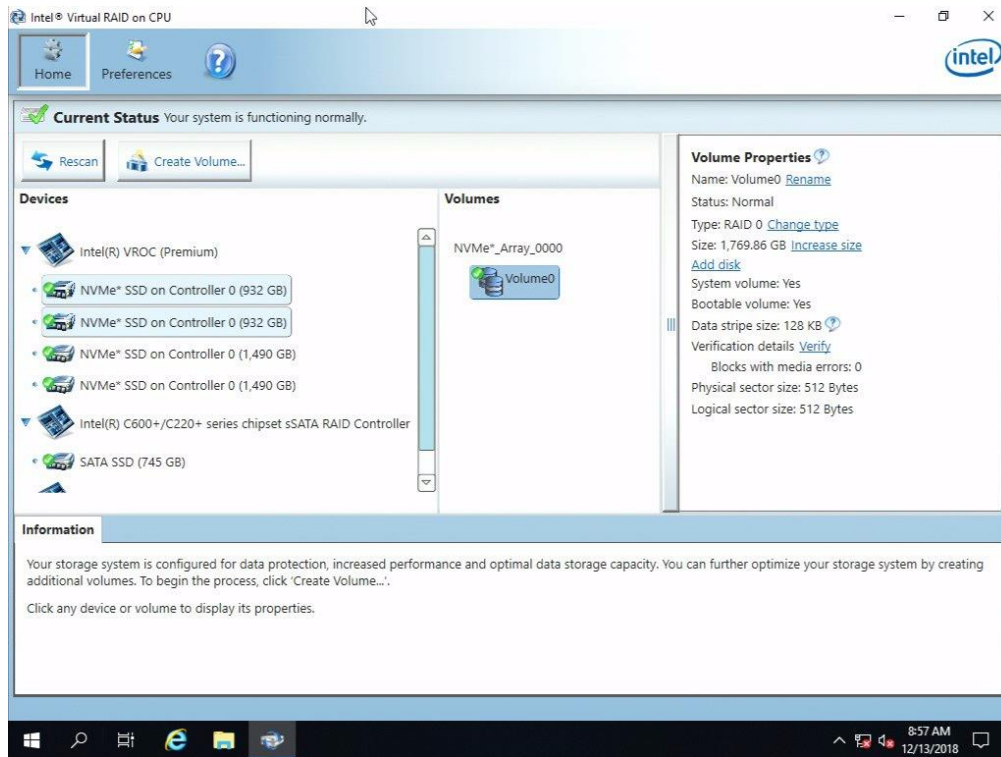 Intel® Virtual RAID on CPU
Home
Preferences
?
intel
Current Status Your system is functioning normally.
Rescan
Create Volume...
Devices
Intel(R) VROC (Premium)
NVMe* SSD on Controller 0 (932 GB)
NVMe* SSD on Controller 0 (932 GB)
NVMe* SSD on Controller 0 (1,490 GB)
NVMe* SSD on Controller 0 (1,490 GB)
Intel(R) C600+/C220+ series chipset sSATA RAID Controller
SATA SSD (745 GB)
Volumes
NVMe*_Array_0000
Volume0
Volume Properties ?
Name: Volume0 Rename
Status: Normal
Type: RAID 0 Change type
Size: 1,769.86 GB Increase size
Add disk
System volume: Yes
Bootable volume: Yes
Data stripe size: 128 KB ?
Verification details Verify
Blocks with media errors: 0
Physical sector size: 512 Bytes
Logical sector size: 512 Bytes
Information
Your storage system is configured for data protection, increased performance and optimal data storage capacity. You can further optimize your storage system by creating
additional volumes. To begin the process, click 'Create Volume...'.
Click any device or volume to display its properties.
8:57 AM
12/13/2018